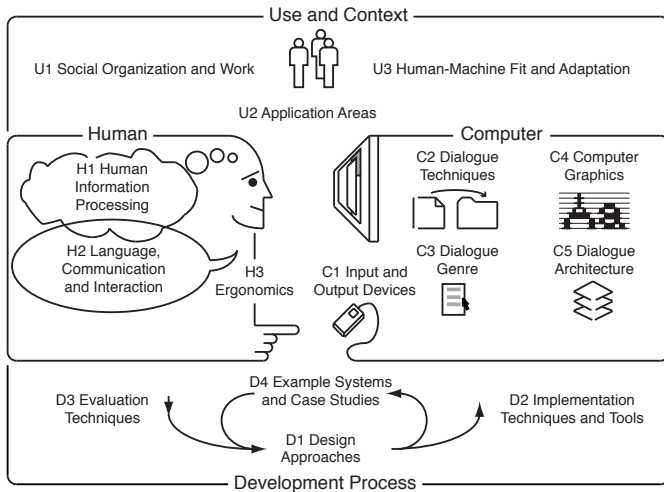 Use and Context
U1 Social Organization and Work
U3 Human-Machine Fit and Adaptation
U2 Application Areas
Human
H1 Human
Information
Processing
H2 Language,
Communication
and Interaction
H3
Ergonomics
Computer
C2 Dialogue
Techniques
C4 Computer
Graphics
C3 Dialogue
Genre
C5 Dialogue
Architecture
C1 Input and
Output Devices
D3 Evaluation
Techniques
D4 Example Systems
and Case Studies
D2 Implementation
Techniques and Tools
D1 Design
Approaches
Development Process